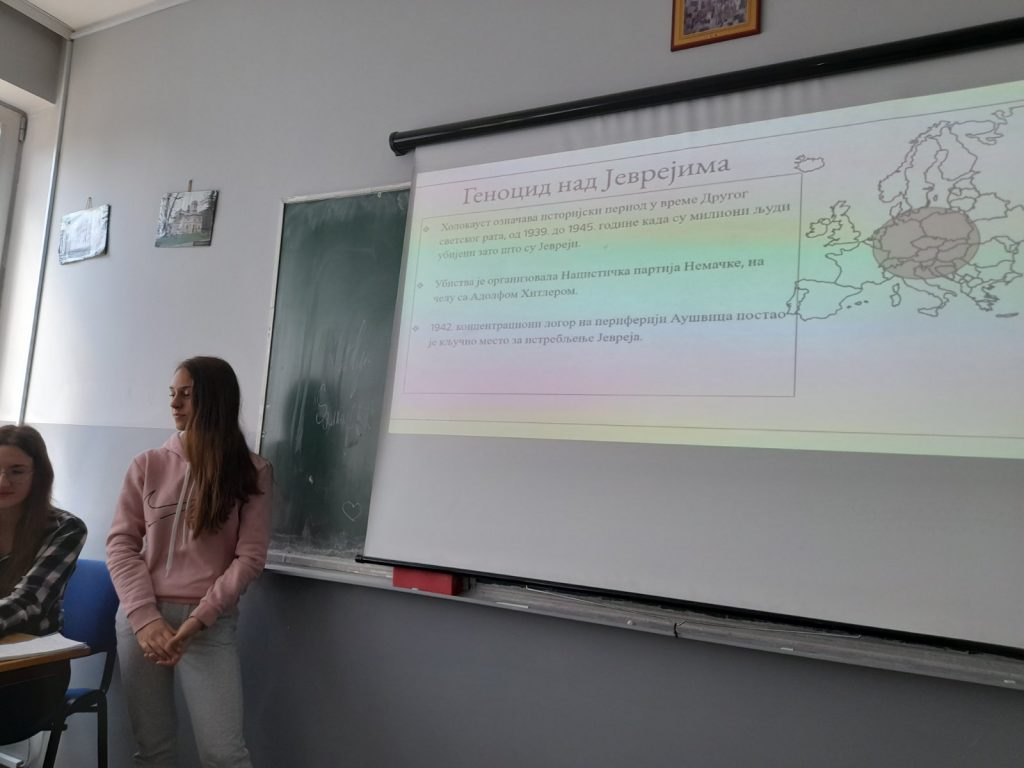 Геноцид над Јеврејима
Холокауст означава историјски период у време Другог
светског рата, од 1939. до 1945. године када су милиони људи
убијени зато што су Јевреји.
Убиства је организовала Нацистичка партија Немачке, на
челу са Адолфом Хитлером.
1942. концентрациони логор на периферији Аушвица постао
је кључно место за истребљење Јевреја.